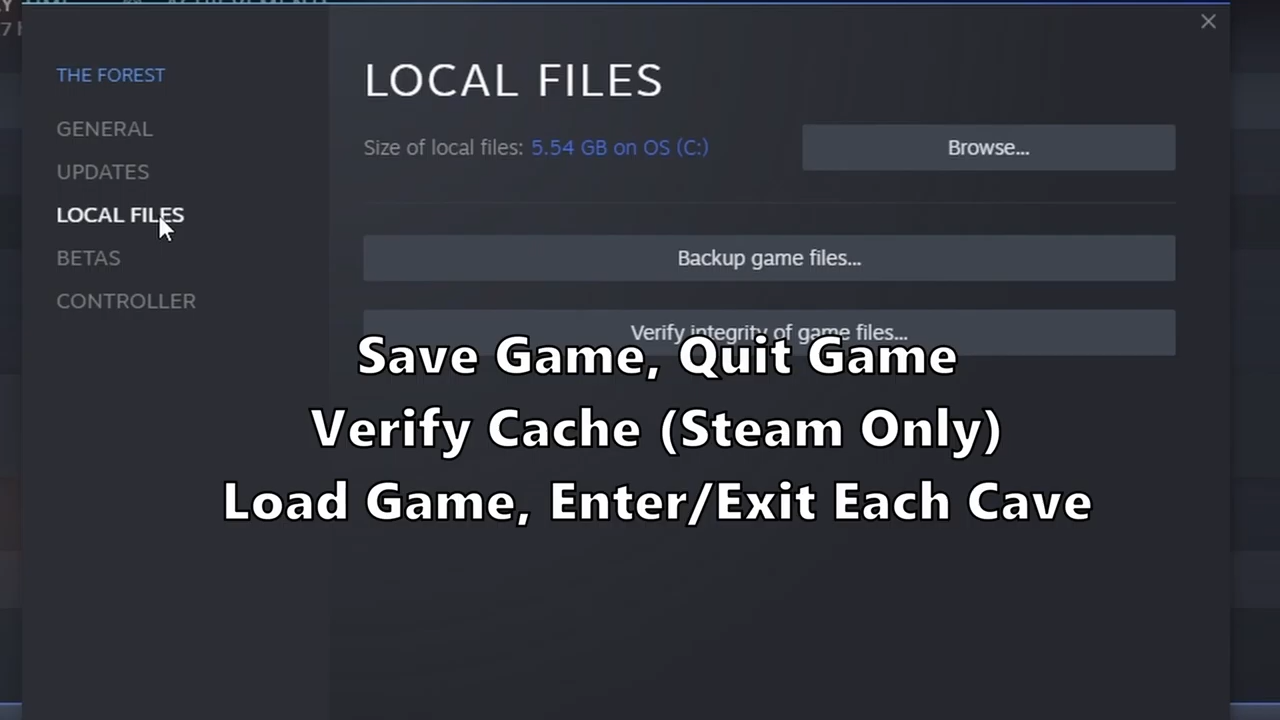 THE FOREST
GENERAL
UPDATES
LOCAL FILES
BETAS
CONTROLLER
LOCAL FILES
Size of local files: 5.54 GB on OS (C:)
Browse...
Backup game files...
Verify integrity of game files...
Save Game, Quit Game
Verify Cache (Steam Only)
Load Game, Enter/Exit Each Cave